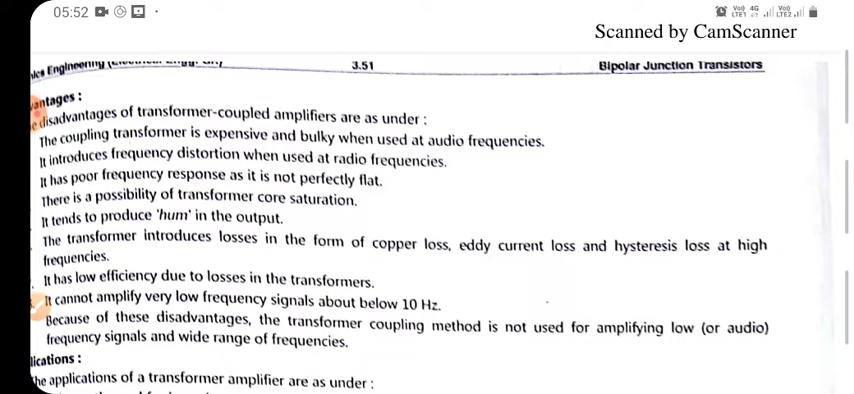 05:52
Vo) 4G Vo)
LTE1 LTE2
Scanned by CamScanner
3.51 Bipolar Junction Transistors
vantages :
disadvantages of transformer-coupled amplifiers are as under :
The coupling transformer is expensive and bulky when used at audio frequencies.
It introduces frequency distortion when used at radio frequencies.
It has poor frequency response as it is not perfectly flat.
There is a possibility of transformer core saturation.
It tends to produce 'hum' in the output.
The transformer introduces losses in the form of copper loss, eddy current loss and hysteresis loss at high
frequencies.
It has low efficiency due to losses in the transformers.
It cannot amplify very low frequency signals about below 10 Hz.
Because of these disadvantages, the transformer coupling method is not used for amplifying low (or audio)
frequency signals and wide range of frequencies.
lications :
he applications of a transformer amplifier are as under :